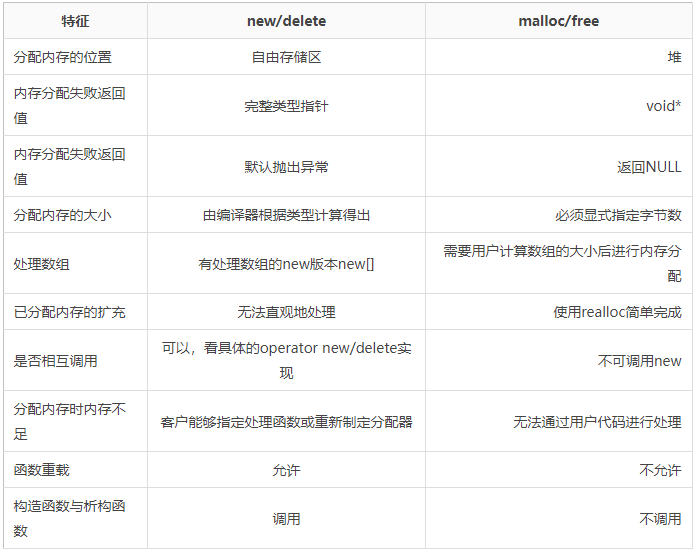 特征 new/delete malloc/free
分配内存的位置 自由存储区 堆
内存分配失败返回
值 完整类型指针 void*
内存分配失败返回
值 默认抛出异常 返回NULL
分配内存的大小 由编译器根据类型计算得出 必须显式指定字节数
处理数组 有处理数组的new版本new[] 需要用户计算数组的大小后进行内存分
配
已分配内存的扩充 无法直观地处理 使用realloc简单完成
是否相互调用 可以，看具体的operator new/delete实
现 不可调用new
分配内存时内存不
足 客户能够指定处理函数或重新制定分配器 无法通过用户代码进行处理
函数重载 允许 不允许
构造函数与析构函
数 调用 不调用